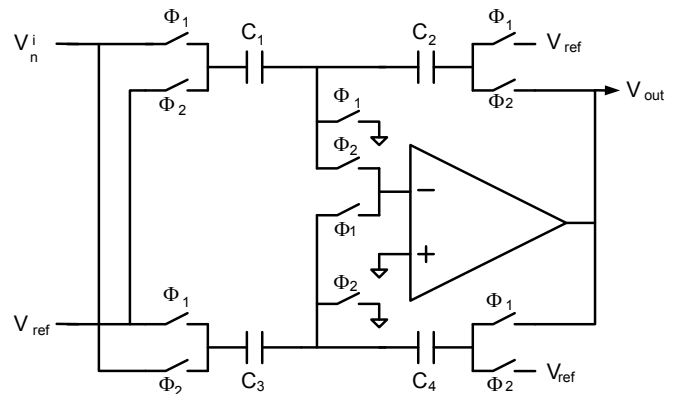 Φ1 C1 C2 Φ1
Vin Vref
Φ2 Φ2 Vout
Φ1
Φ2
−
Φ1
+
Φ2
Φ1 Φ1
Vref
Φ2 C3 C4 Φ2 Vref